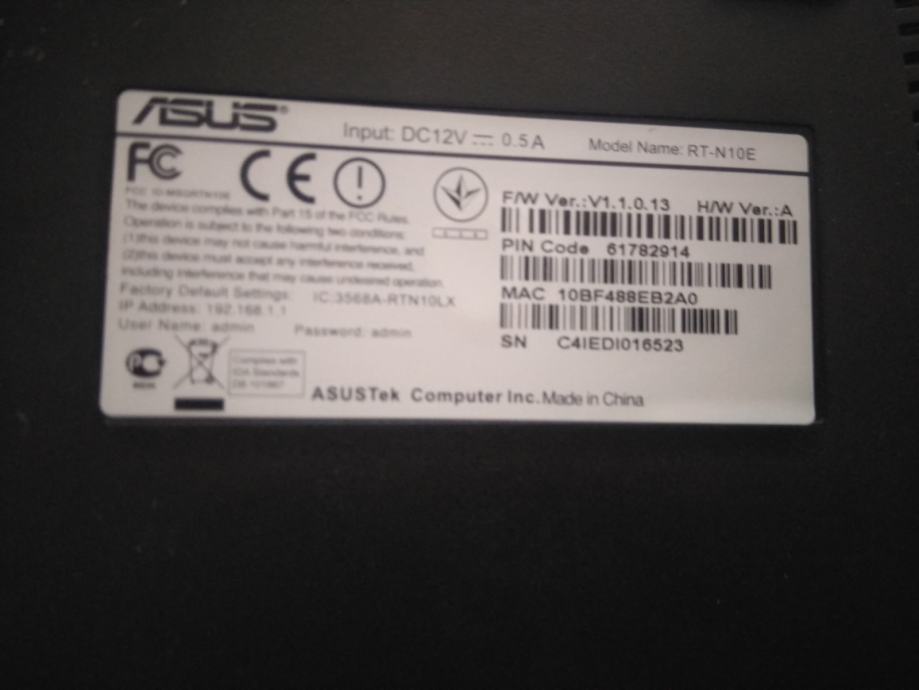 ASUS®
Input: DC12V 0.5A
Model Name: RT-N10E
FC
CE
The device complies with Part 15 of the FCC Rules.
Operation is subject to the following two conditions:
(1)this device may not cause harmful interference, and
(2)this device must accept any interference received,
including interference that may cause undesired operation.
Factory Default Settings: IC:3568A-RTN10LX
IP Address: 192.168.1.1
User Name: admin Password: admin
F/W Ver.:V1.1.0.13 H/W Ver.:A
PIN Code 61782914
MAC 10BF488EB2A0
SN C4IEDI016523
Complies with
IDA Standards
ASUSTek Computer Inc. Made in China